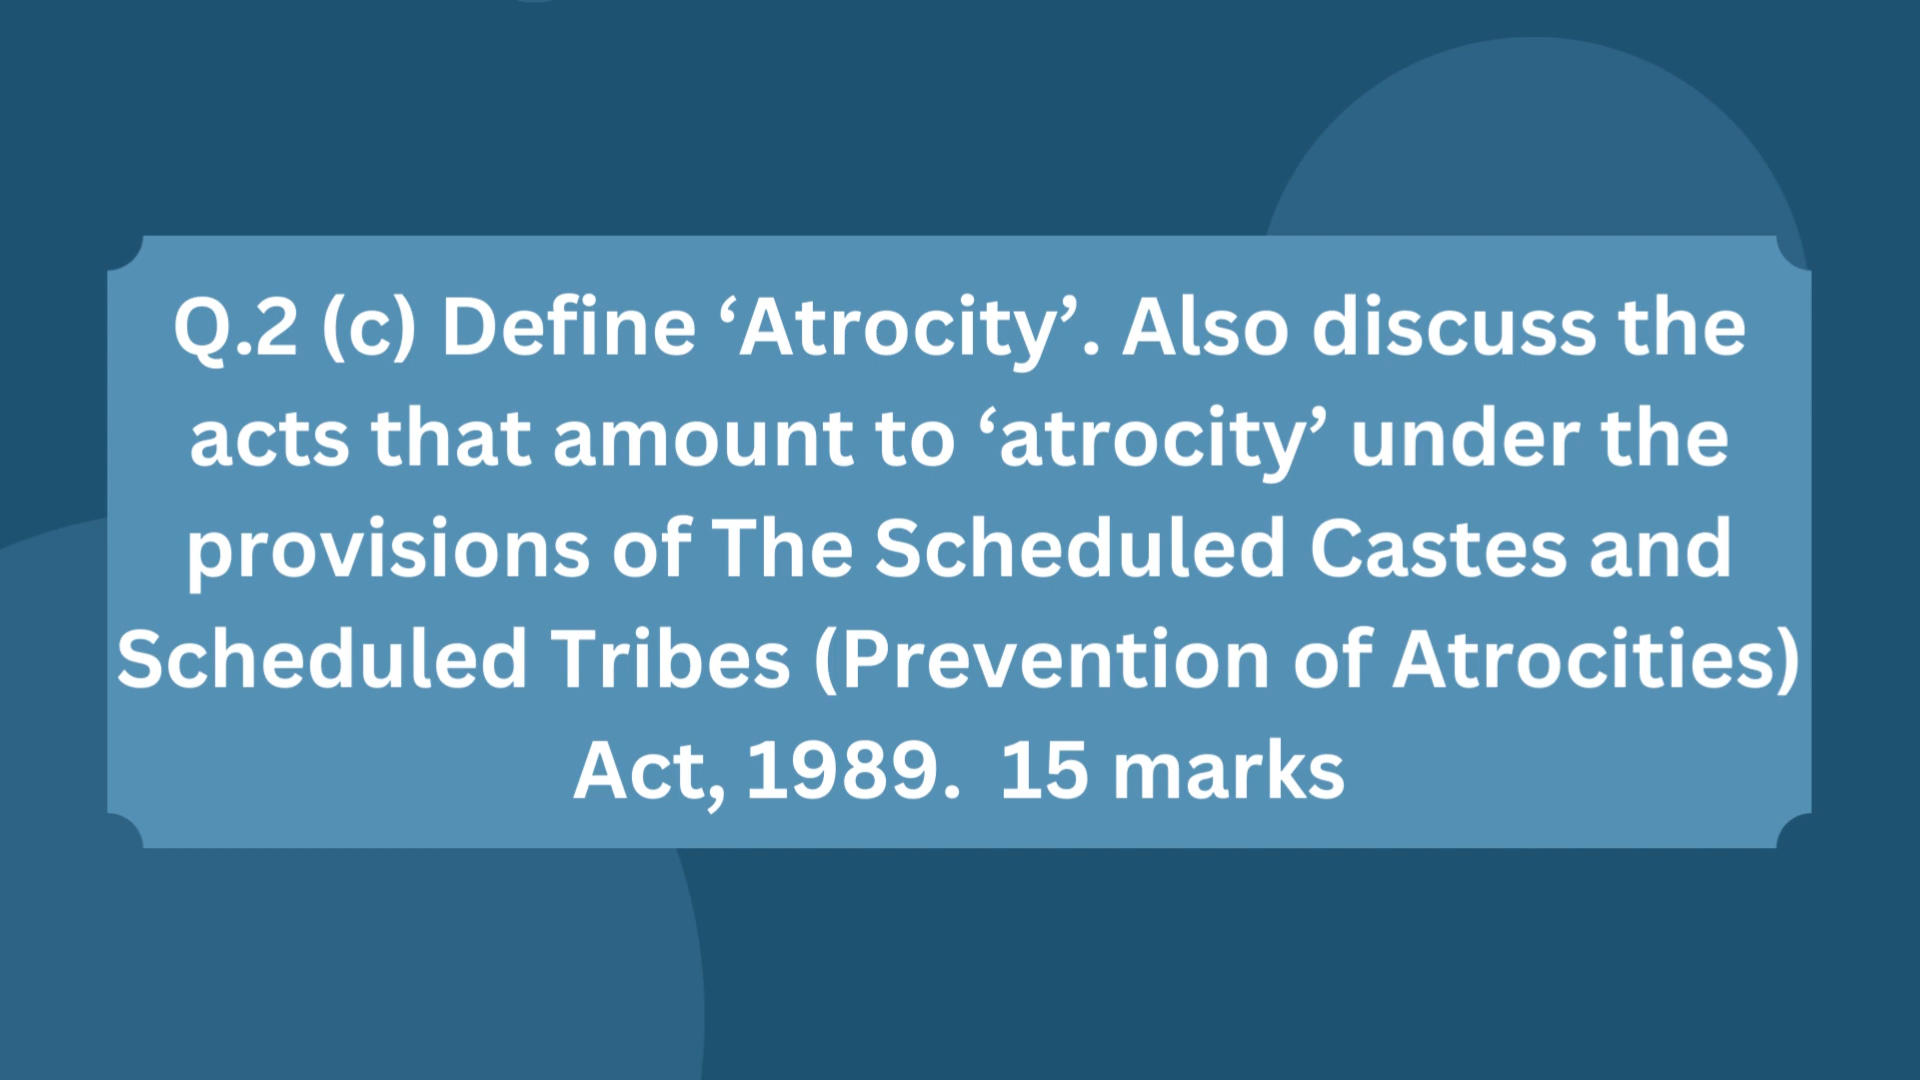 Q.2 (c) Define ‘Atrocity’. Also discuss the
acts that amount to ‘atrocity’ under the
provisions of The Scheduled Castes and
Scheduled Tribes (Prevention of Atrocities)
Act, 1989.  15 marks